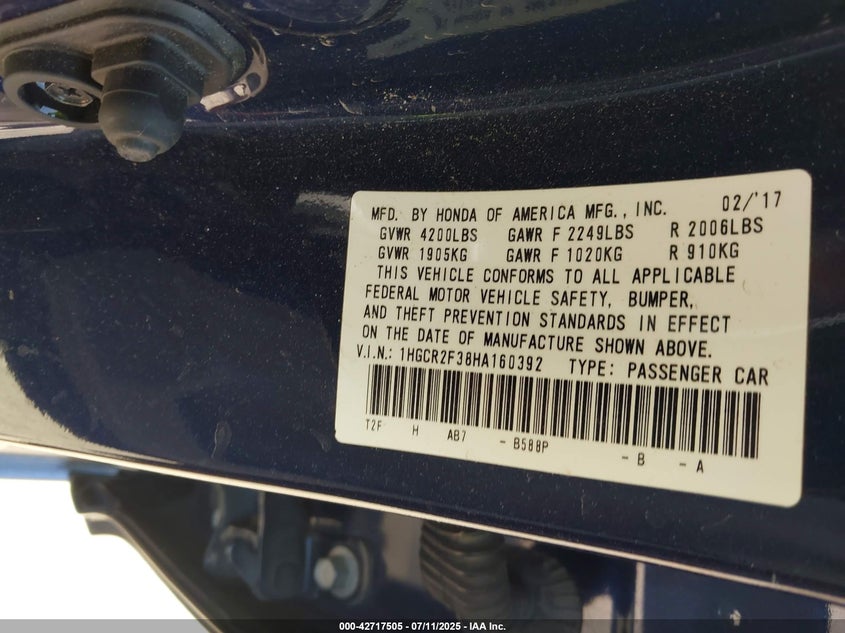 MFD. BY HONDA OF AMERICA MFG., INC. 02/'17
GVWR 4200LBS GAWR F 2249LBS R 2006LBS
GVWR 1905KG GAWR F 1020KG R 910KG
THIS VEHICLE CONFORMS TO ALL APPLICABLE
FEDERAL MOTOR VEHICLE SAFETY, BUMPER,
AND THEFT PREVENTION STANDARDS IN EFFECT
ON THE DATE OF MANUFACTURE SHOWN ABOVE.
V.I.N.: 1HGCR2F38HA160392 TYPE: PASSENGER CAR
T2F H AB7 - B588P - B - A
000-42717505 - 07/11/2025 - IAA Inc.